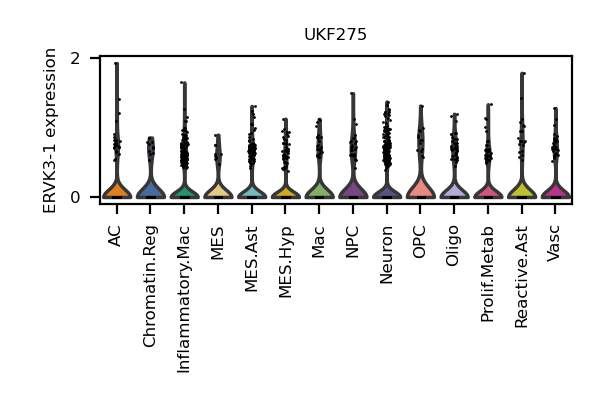 UKF275
ERVK3-1 expression
2
0
AC
Chromatin.Reg
Inflammatory.Mac
MES
MES.Ast
MES.Hyp
Mac
NPC
Neuron
OPC
Oligo
Prolif.Metab
Reactive.Ast
Vasc